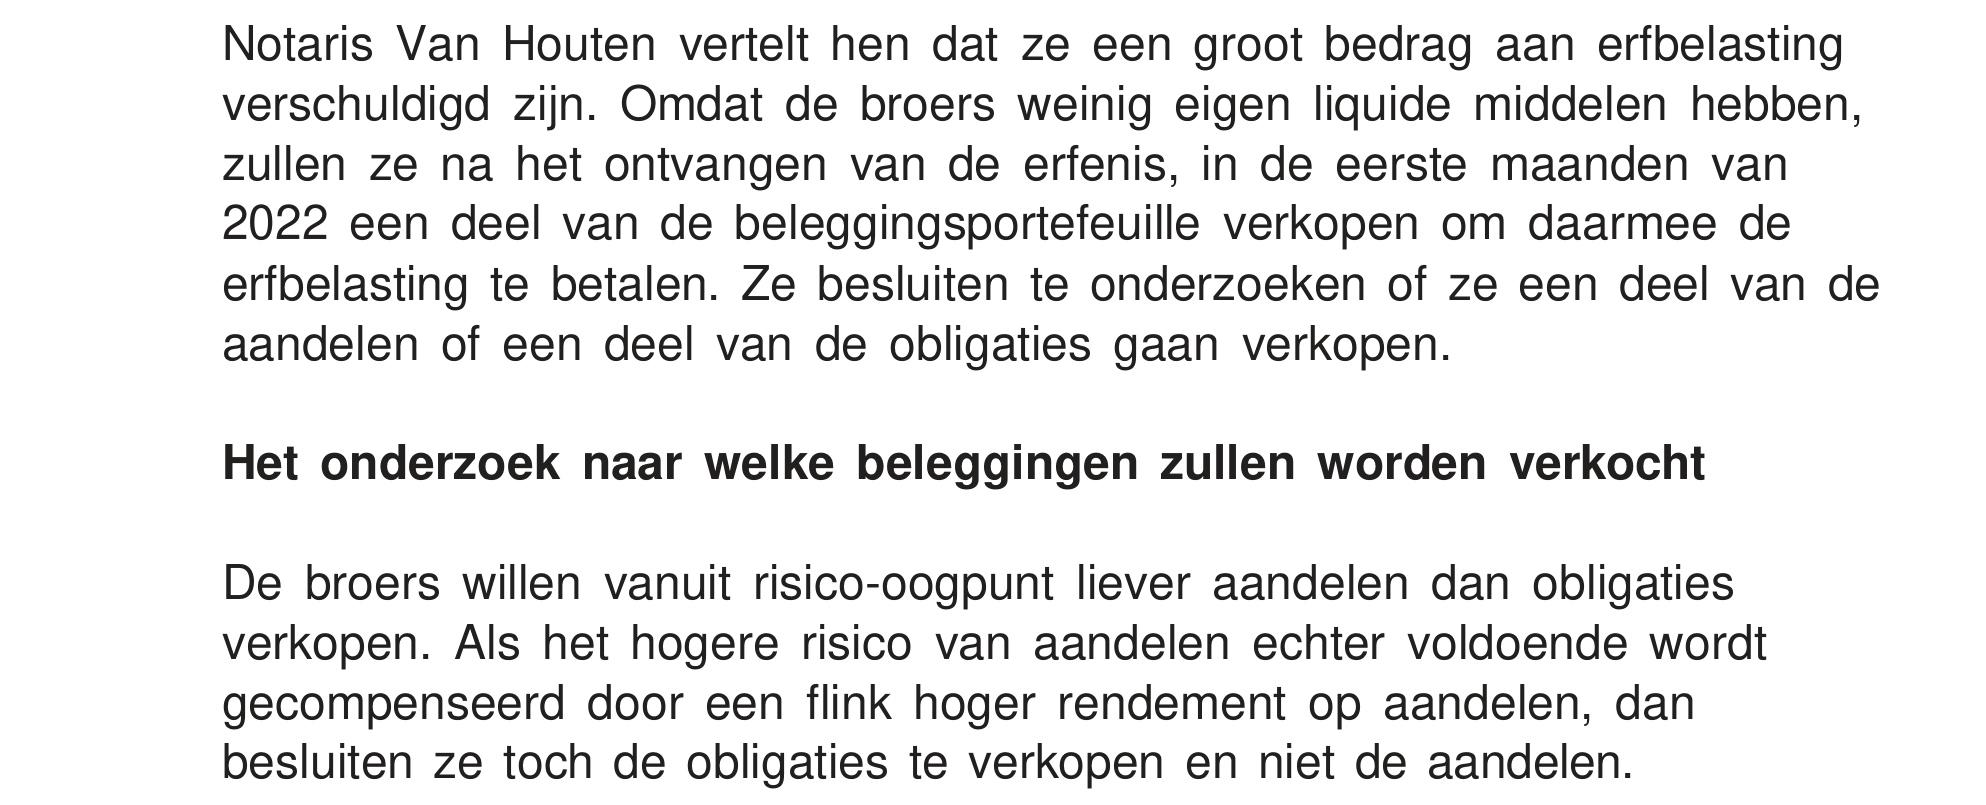 Notaris Van Houten vertelt hen dat ze een groot bedrag aan erfbelasting
verschuldigd zijn. Omdat de broers weinig eigen liquide middelen hebben,
zullen ze na het ontvangen van de erfenis, in de eerste maanden van
2022 een deel van de beleggingsportefeuille verkopen om daarmee de
erfbelasting te betalen. Ze besluiten te onderzoeken of ze een deel van de
aandelen of een deel van de obligaties gaan verkopen.
Het onderzoek naar welke beleggingen zullen worden verkocht
De broers willen vanuit risico-oogpunt liever aandelen dan obligaties
verkopen. Als het hogere risico van aandelen echter voldoende wordt
gecompenseerd door een flink hoger rendement op aandelen, dan
besluiten ze toch de obligaties te verkopen en niet de aandelen.